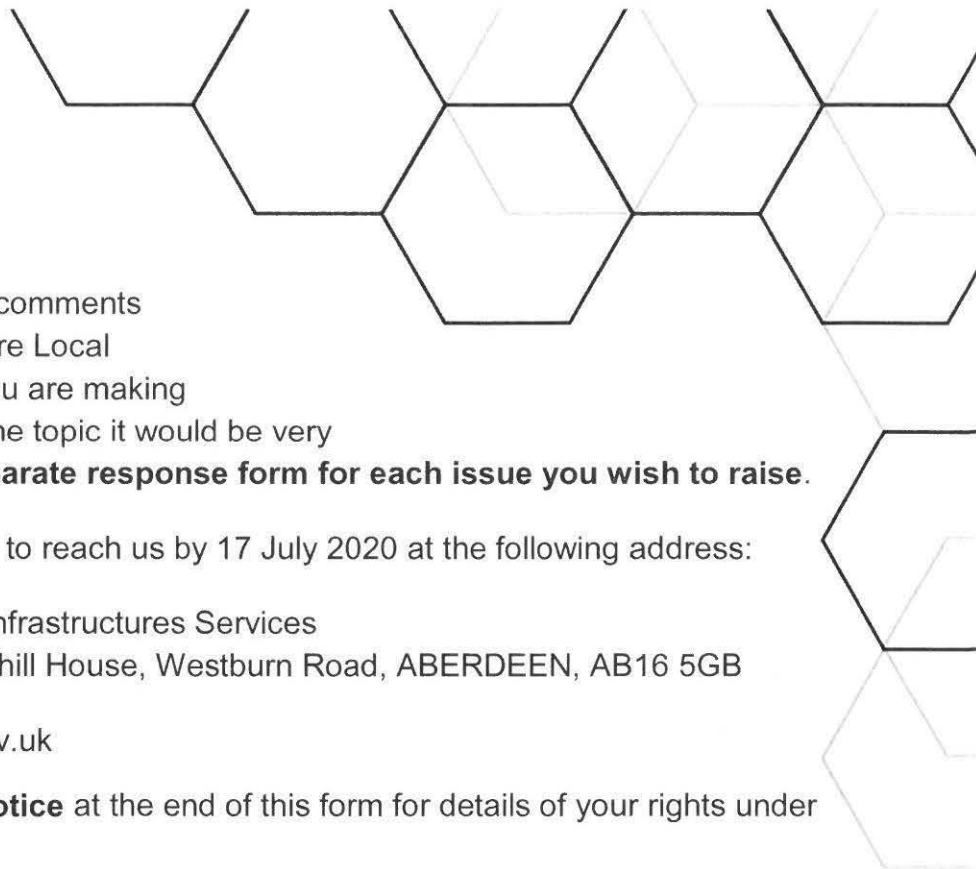 comments
re Local
u are making
ne topic it would be very
arate response form for each issue you wish to raise.
to reach us by 17 July 2020 at the following address:
nfrastructures Services
hill House, Westburn Road, ABERDEEN, AB16 5GB
v.uk
otice at the end of this form for details of your rights under